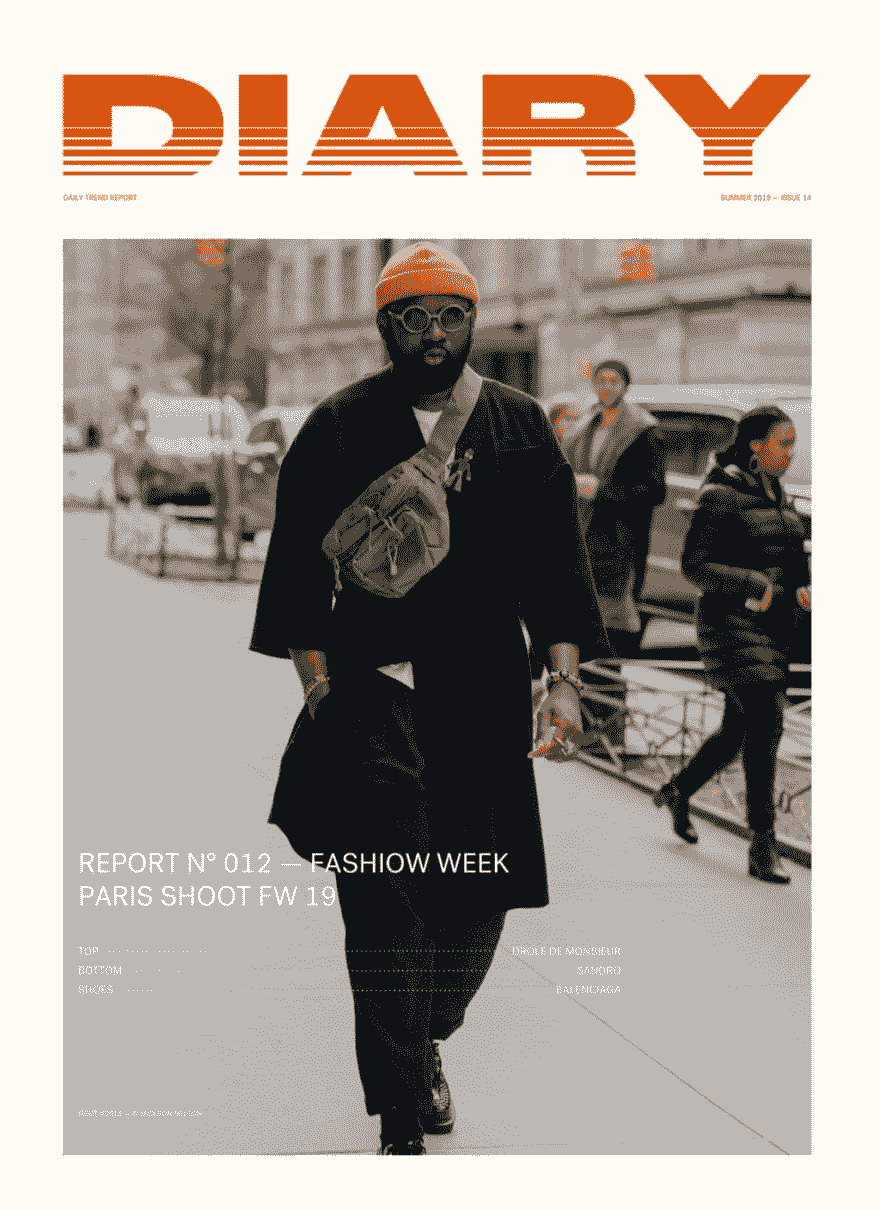 DIARY
DAILY TREND REPORT
SUMMER 2019 — ISSUE 14
REPORT N° 012 — FASHIOW WEEK
PARIS SHOOT FW 19
TOP DROLE DE MONSIEUR
BOTTOM SANDRO
SHOES BALENCIAGA